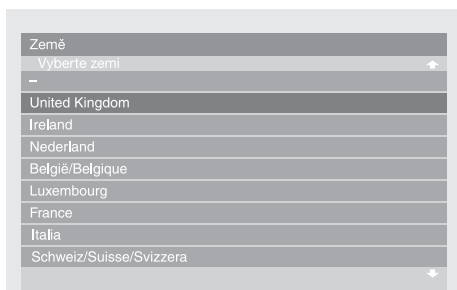 Země
Vyberte zemi
–
United Kingdom
Ireland
Nederland
België/Belgique
Luxembourg
France
Italia
Schweiz/Suisse/Svizzera